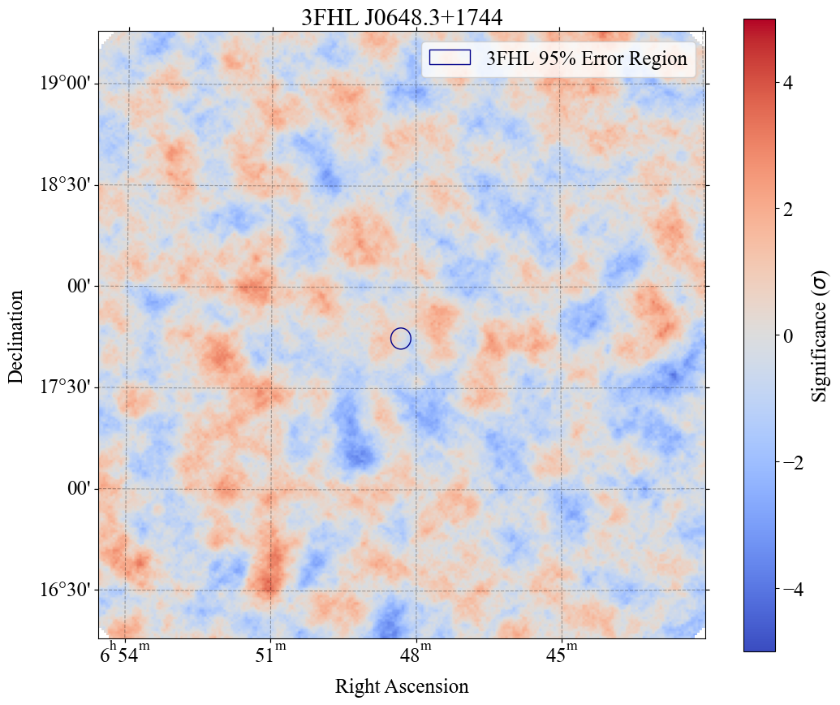 3FHL J0648.3+1744
3FHL 95% Error Region
19°00'
18°30'
00'
17°30'
00'
16°30'
6ʰ54ᵐ
51ᵐ
48ᵐ
45ᵐ
Right Ascension
Declination
4
2
0
−2
−4
Significance (σ)